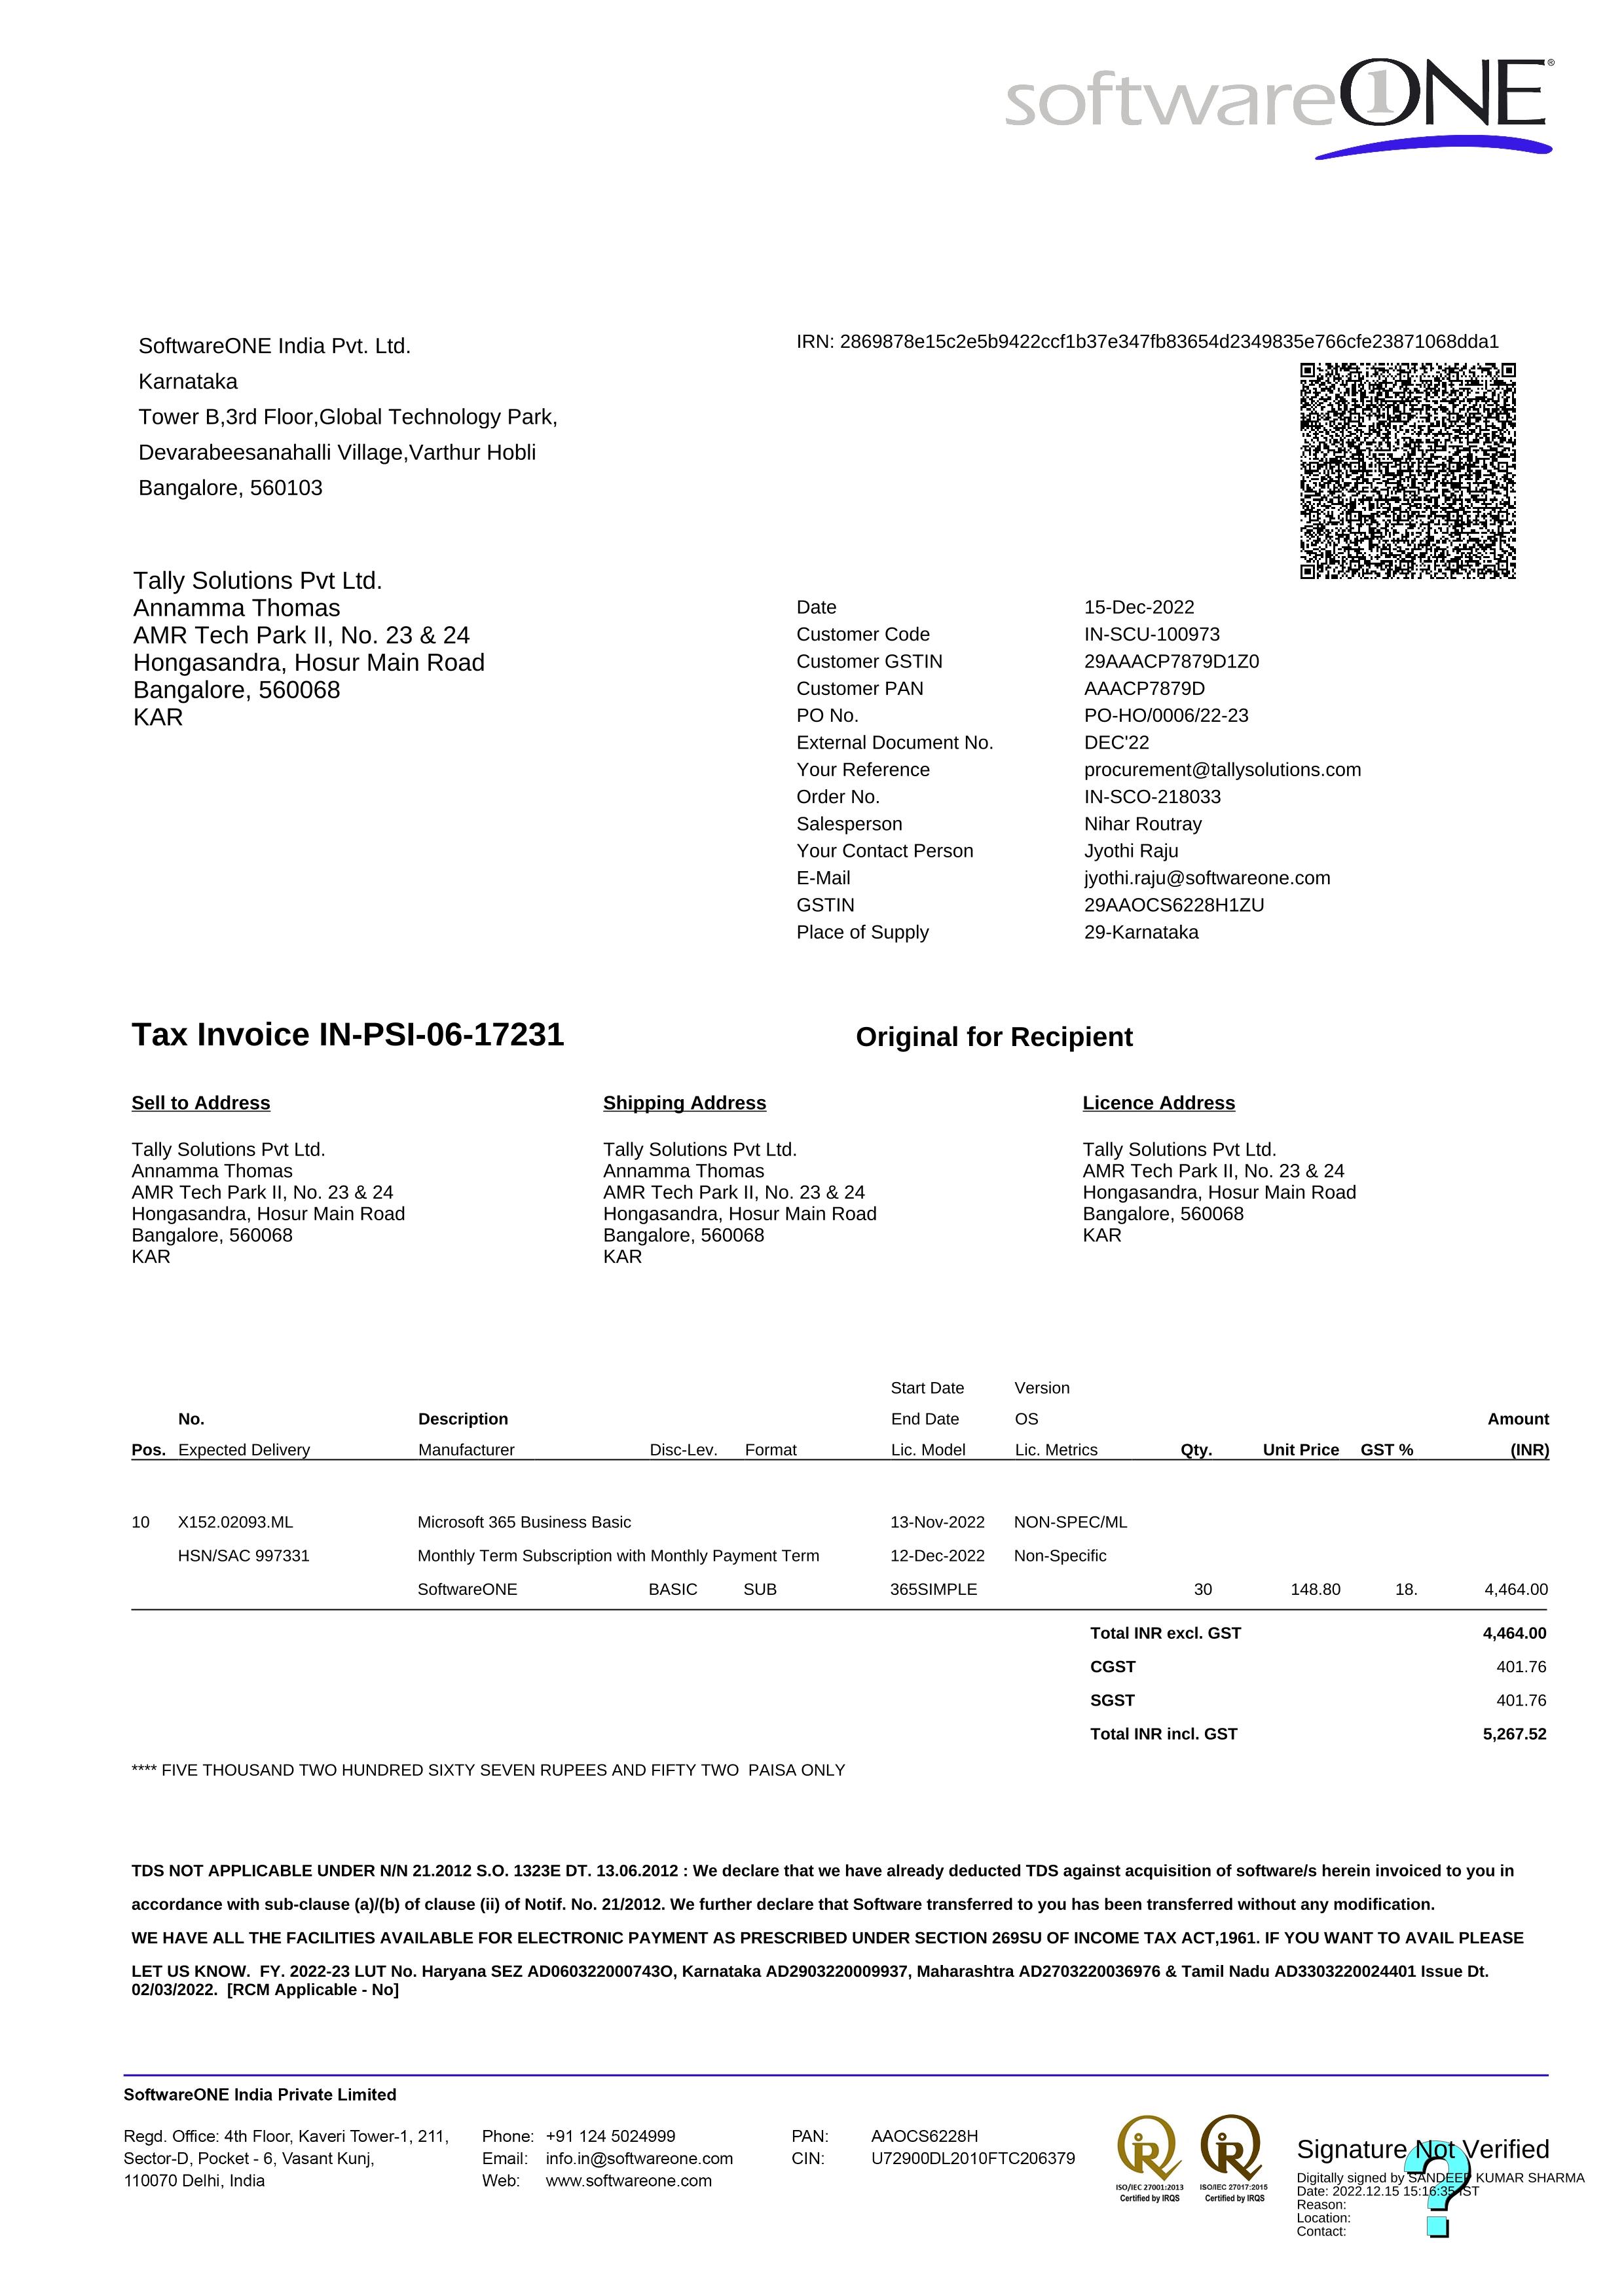 softwareONE®
SoftwareONE India Pvt. Ltd.
Karnataka
Tower B,3rd Floor,Global Technology Park,
Devarabeesanahalli Village,Varthur Hobli
Bangalore, 560103
IRN: 2869878e15c2e5b9422ccf1b37e347fb83654d2349835e766cfe23871068dda1
Tally Solutions Pvt Ltd.
Annamma Thomas
AMR Tech Park II, No. 23 & 24
Hongasandra, Hosur Main Road
Bangalore, 560068
KAR
Date 15-Dec-2022
Customer Code IN-SCU-100973
Customer GSTIN 29AAACP7879D1Z0
Customer PAN AAACP7879D
PO No. PO-HO/0006/22-23
External Document No. DEC'22
Your Reference procurement@tallysolutions.com
Order No. IN-SCO-218033
Salesperson Nihar Routray
Your Contact Person Jyothi Raju
E-Mail jyothi.raju@softwareone.com
GSTIN 29AAOCS6228H1ZU
Place of Supply 29-Karnataka
Tax Invoice IN-PSI-06-17231 Original for Recipient
Sell to Address
Tally Solutions Pvt Ltd.
Annamma Thomas
AMR Tech Park II, No. 23 & 24
Hongasandra, Hosur Main Road
Bangalore, 560068
KAR
Shipping Address
Tally Solutions Pvt Ltd.
Annamma Thomas
AMR Tech Park II, No. 23 & 24
Hongasandra, Hosur Main Road
Bangalore, 560068
KAR
Licence Address
Tally Solutions Pvt Ltd.
AMR Tech Park II, No. 23 & 24
Hongasandra, Hosur Main Road
Bangalore, 560068
KAR
Start Date Version
No. Description End Date OS Amount
Pos. Expected Delivery Manufacturer Disc-Lev. Format Lic. Model Lic. Metrics Qty. Unit Price GST % (INR)
10 X152.02093.ML Microsoft 365 Business Basic 13-Nov-2022 NON-SPEC/ML
HSN/SAC 997331 Monthly Term Subscription with Monthly Payment Term 12-Dec-2022 Non-Specific
SoftwareONE BASIC SUB 365SIMPLE 30 148.80 18. 4,464.00
Total INR excl. GST 4,464.00
CGST 401.76
SGST 401.76
Total INR incl. GST 5,267.52
**** FIVE THOUSAND TWO HUNDRED SIXTY SEVEN RUPEES AND FIFTY TWO  PAISA ONLY
TDS NOT APPLICABLE UNDER N/N 21.2012 S.O. 1323E DT. 13.06.2012 : We declare that we have already deducted TDS against acquisition of software/s herein invoiced to you in
accordance with sub-clause (a)/(b) of clause (ii) of Notif. No. 21/2012. We further declare that Software transferred to you has been transferred without any modification.
WE HAVE ALL THE FACILITIES AVAILABLE FOR ELECTRONIC PAYMENT AS PRESCRIBED UNDER SECTION 269SU OF INCOME TAX ACT,1961. IF YOU WANT TO AVAIL PLEASE
LET US KNOW.  FY. 2022-23 LUT No. Haryana SEZ AD060322000743O, Karnataka AD2903220009937, Maharashtra AD2703220036976 & Tamil Nadu AD3303220024401 Issue Dt.
02/03/2022.  [RCM Applicable - No]
SoftwareONE India Private Limited
Regd. Office: 4th Floor, Kaveri Tower-1, 211,
Sector-D, Pocket - 6, Vasant Kunj,
110070 Delhi, India
Phone: +91 124 5024999
Email: info.in@softwareone.com
Web: www.softwareone.com
PAN: AAOCS6228H
CIN: U72900DL2010FTC206379
ISO/IEC 27001:2013
Certified by IRQS
ISO/IEC 27017:2015
Certified by IRQS
Signature Not Verified
Digitally signed by SANDEEP KUMAR SHARMA
Date: 2022.12.15 15:16:35 IST
Reason:
Location:
Contact: